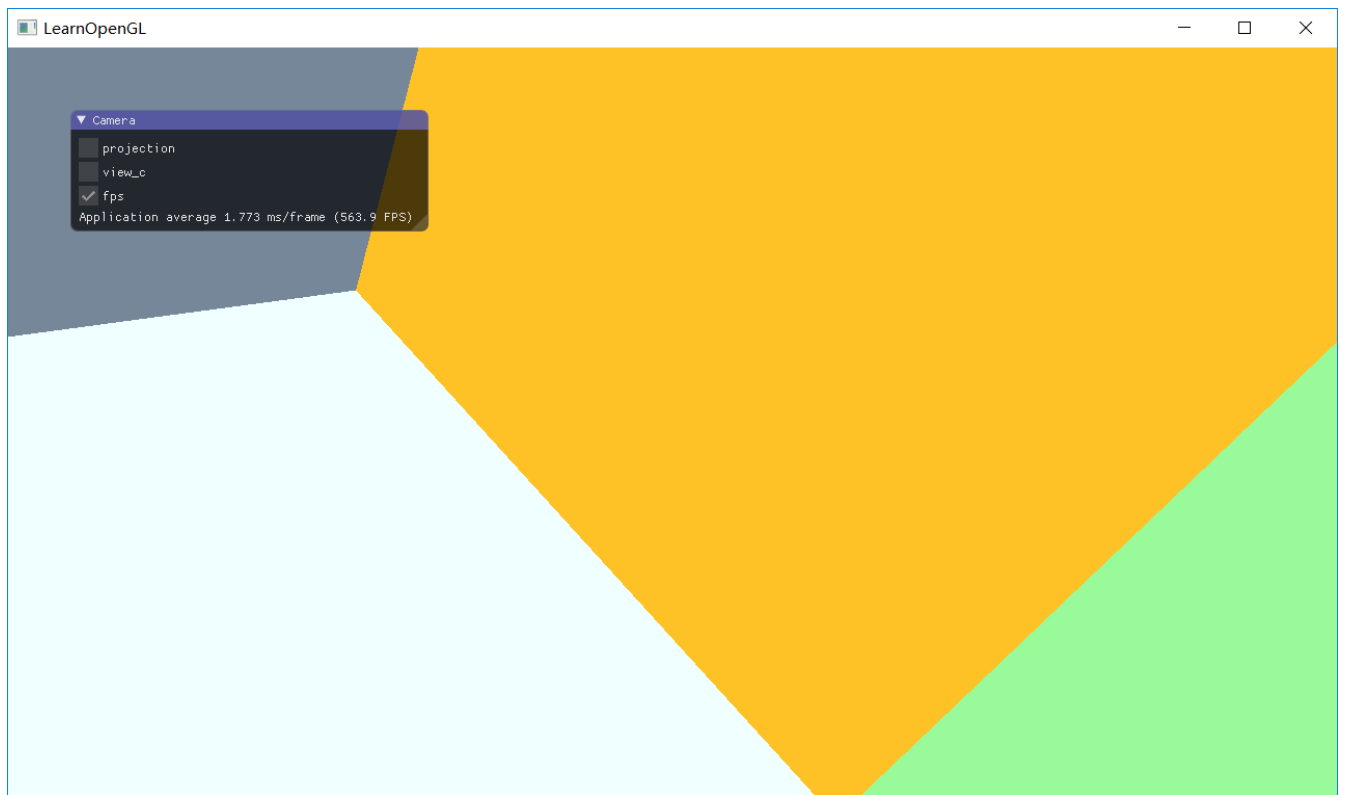 LearnOpenGL
Camera
projection
view_c
fps
Application average 1.773 ms/frame (563.9 FPS)